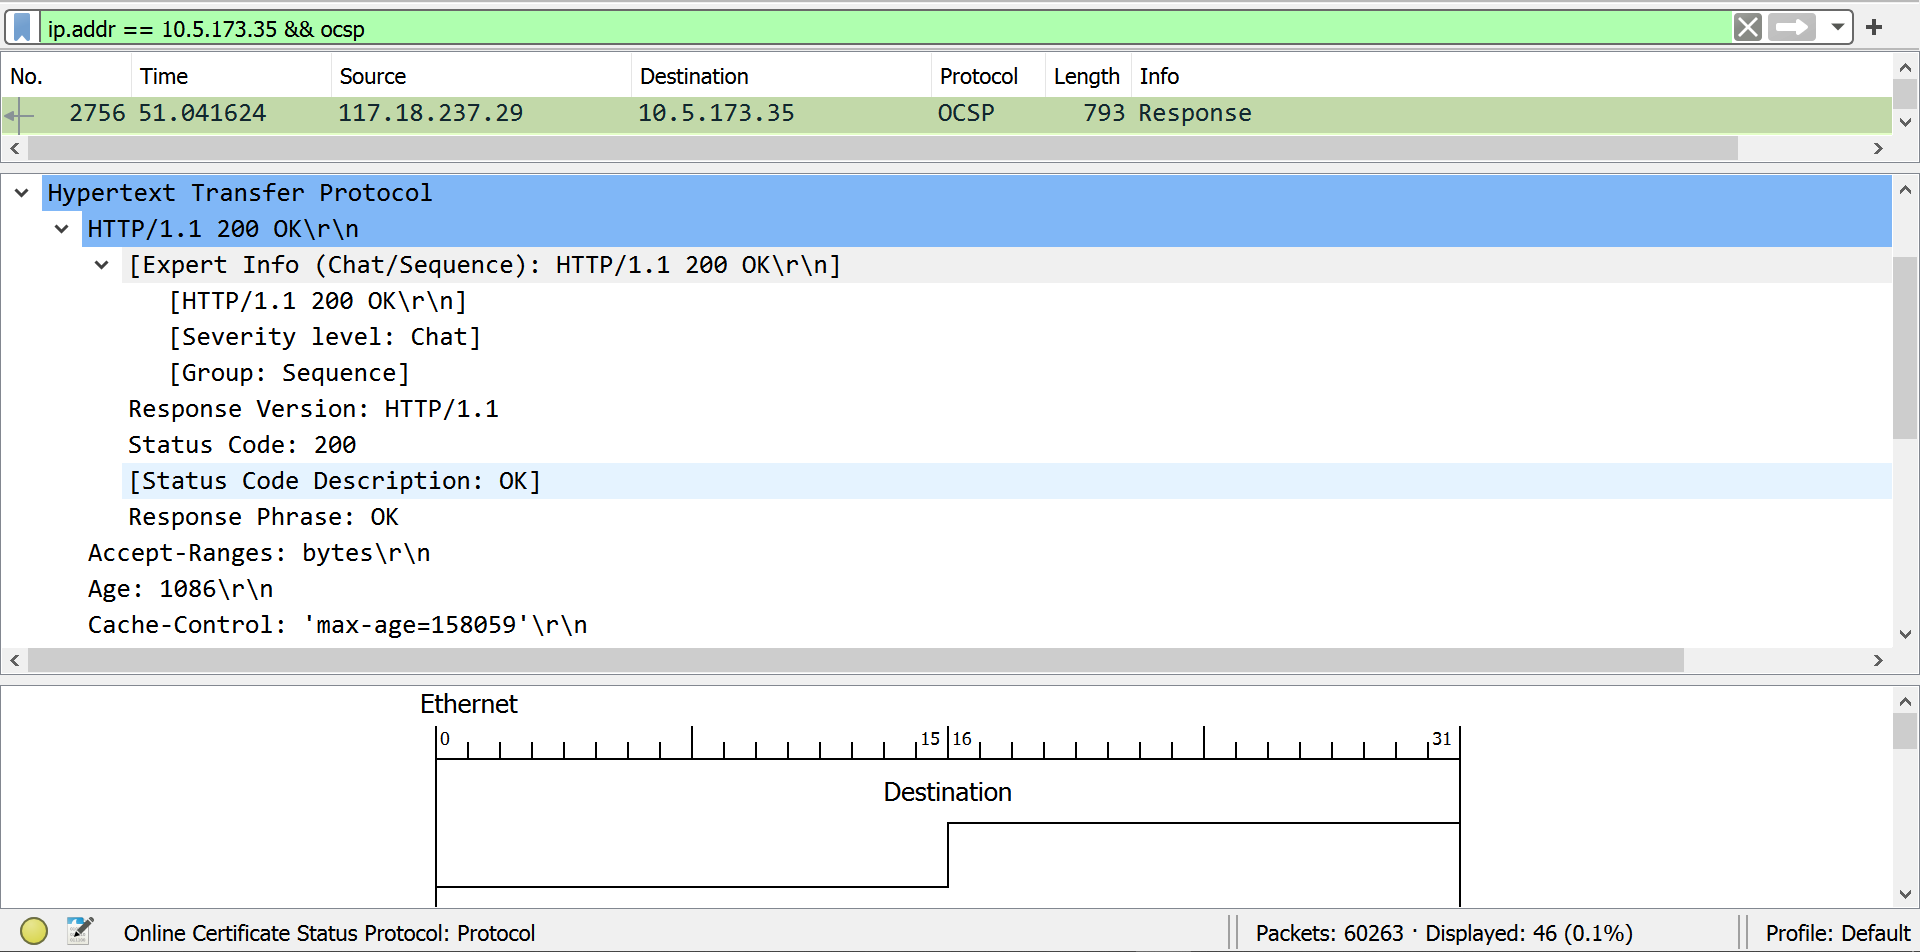 ip.addr == 10.5.173.35 && ocsp
No. Time Source Destination Protocol Length Info
2756 51.041624 117.18.237.29 10.5.173.35 OCSP 793 Response
Hypertext Transfer Protocol
HTTP/1.1 200 OK\r\n
[Expert Info (Chat/Sequence): HTTP/1.1 200 OK\r\n]
[HTTP/1.1 200 OK\r\n]
[Severity level: Chat]
[Group: Sequence]
Response Version: HTTP/1.1
Status Code: 200
[Status Code Description: OK]
Response Phrase: OK
Accept-Ranges: bytes\r\n
Age: 1086\r\n
Cache-Control: 'max-age=158059'\r\n
Ethernet
0 15 16 31
Destination
Online Certificate Status Protocol: Protocol Packets: 60263 · Displayed: 46 (0.1%) Profile: Default